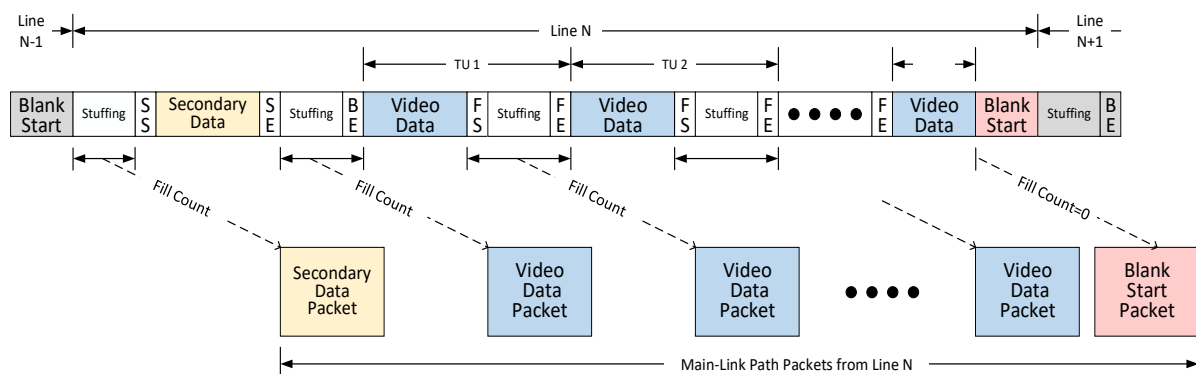 Line
N-1
Line N
Line
N+1
TU 1
TU 2
Blank
Start
Stuffing
S
S
Secondary
Data
S
E
Stuffing
B
E
Video
Data
F
S
Stuffing
F
E
Video
Data
F
S
Stuffing
F
E
F
E
Video
Data
Blank
Start
Stuffing
B
E
Fill Count
Fill Count
Fill Count
Fill Count=0
Secondary
Data
Packet
Video
Data
Packet
Video
Data
Packet
Video
Data
Packet
Blank
Start
Packet
Main-Link Path Packets from Line N